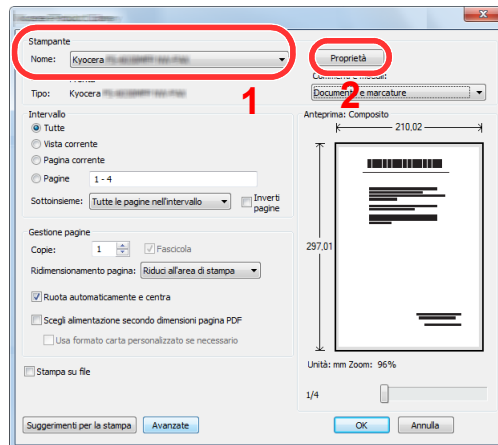 Stampante
Nome: Kyocera
Proprietà
1
2
Commenti e moduli:
Tipo: Kyocera
Documenti e marcature
Intervallo
Tutte
Vista corrente
Pagina corrente
Pagine 1 - 4
Sottoinsieme: Tutte le pagine nell'intervallo
Inverti
pagine
Gestione pagine
Copie: 1 Fascicola
Ridimensionamento pagina: Riduci all'area di stampa
Ruota automaticamente e centra
Scegli alimentazione secondo dimensioni pagina PDF
Usa formato carta personalizzato se necessario
Stampa su file
Suggerimenti per la stampa Avanzate
Anteprima: Composito
210,02
297,01
Unità: mm Zoom: 96%
1/4
OK Annulla